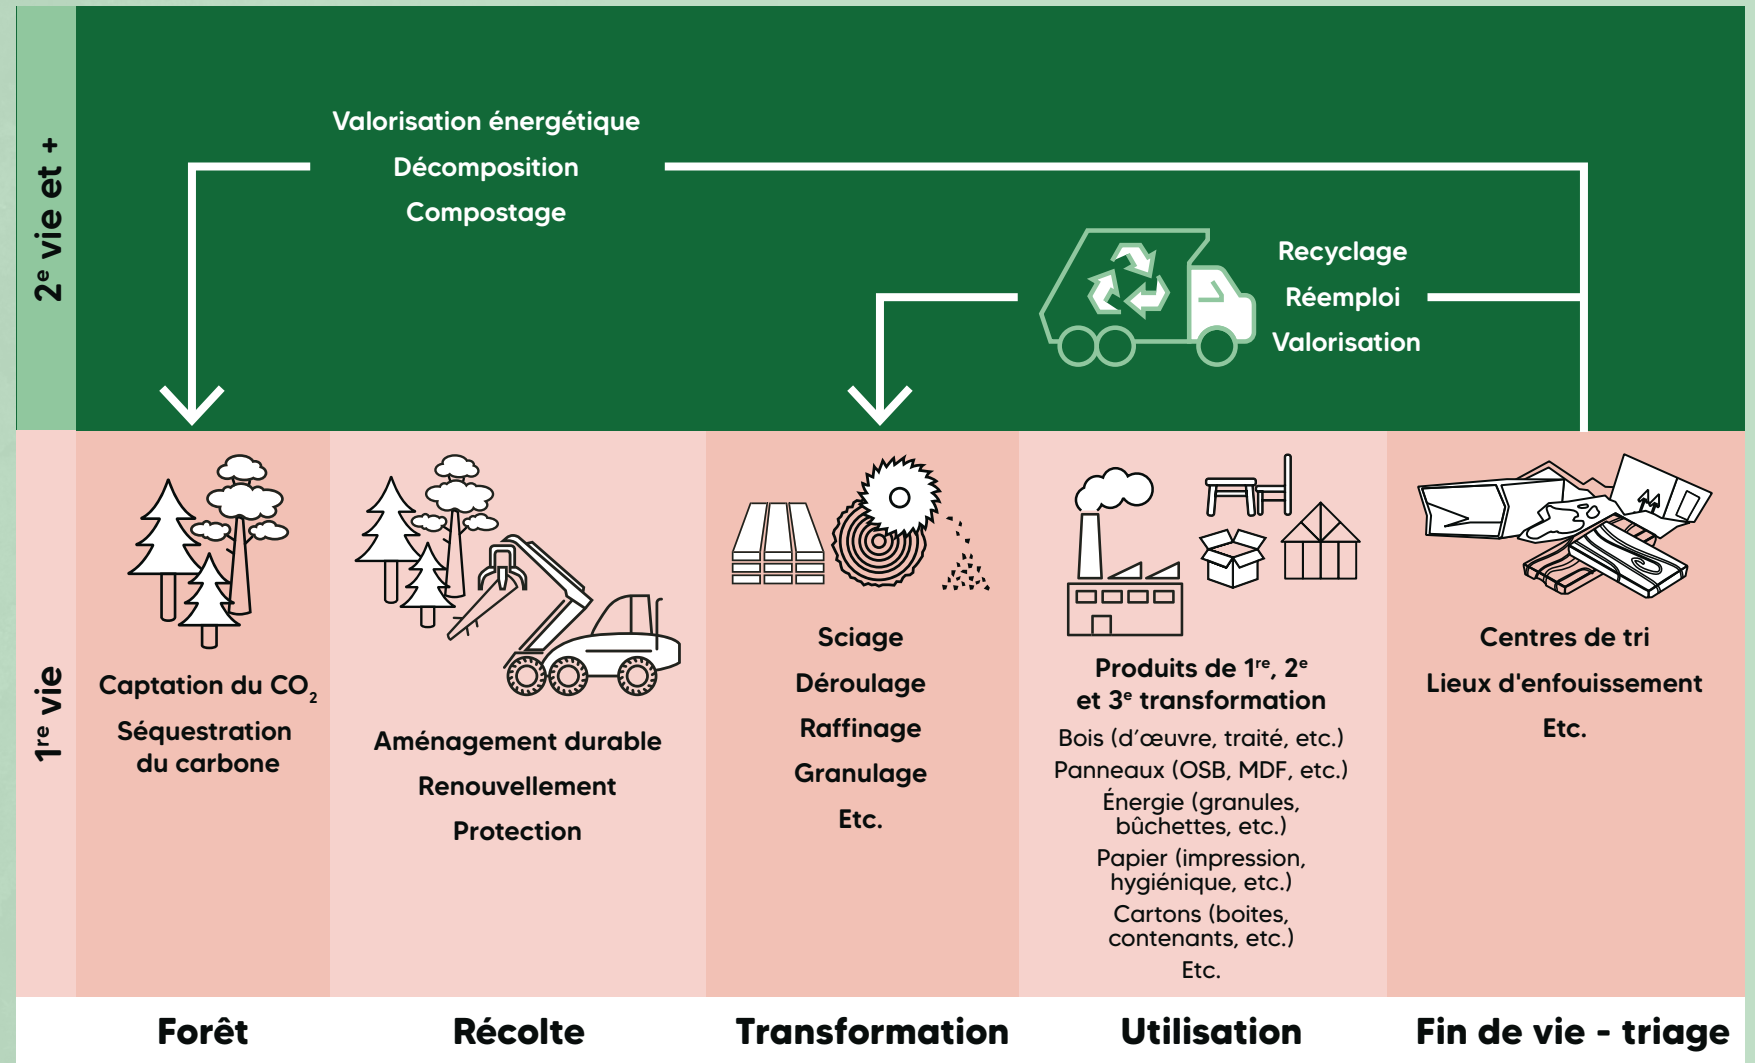 2e vie et +
Valorisation énergétique
Décomposition
Compostage
Recyclage
Réemploi
Valorisation
1re vie
Captation du CO2
Séquestration
du carbone
Aménagement durable
Renouvellement
Protection
Sciage
Déroulage
Raffinage
Granulage
Etc.
Produits de 1re, 2e
et 3e transformation
Bois (d'œuvre, traité, etc.)
Panneaux (OSB, MDF, etc.)
Énergie (granules,
bûchettes, etc.)
Papier (impression,
hygiénique, etc.)
Cartons (boites,
contenants, etc.)
Etc.
Centres de tri
Lieux d'enfouissement
Etc.
Forêt
Récolte
Transformation
Utilisation
Fin de vie - triage